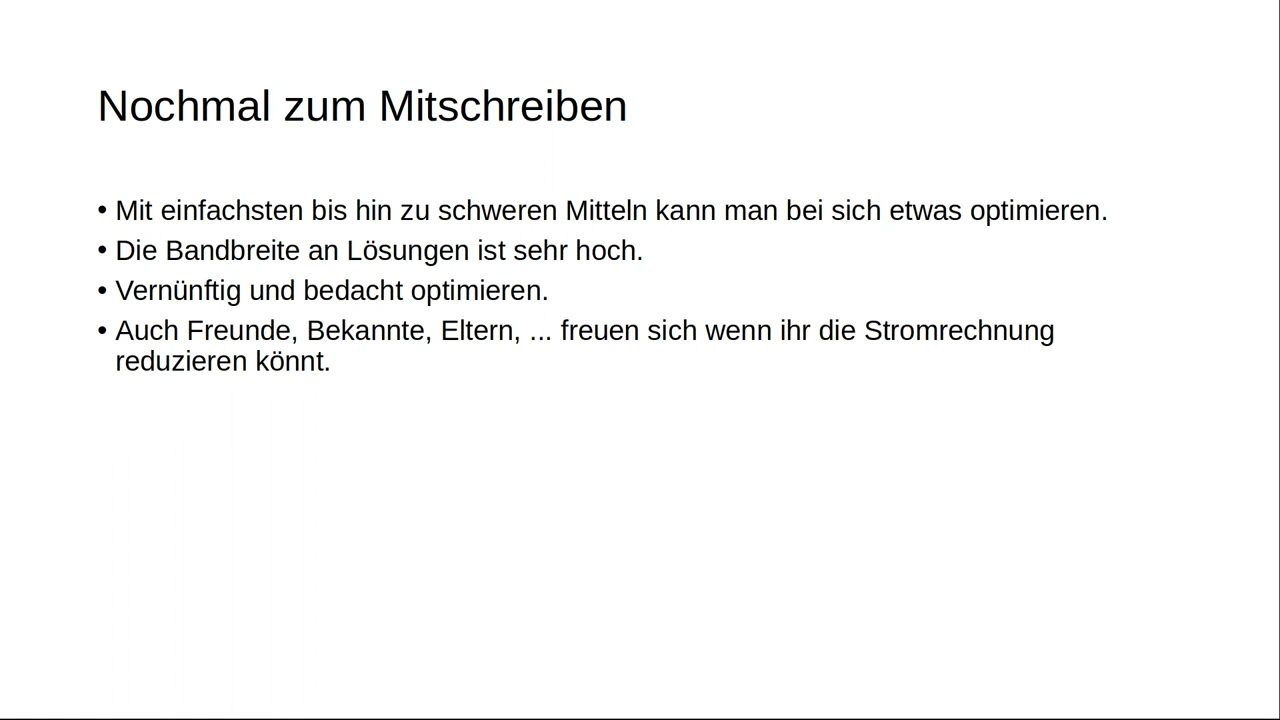 Nochmal zum Mitschreiben
• Mit einfachsten bis hin zu schweren Mitteln kann man bei sich etwas optimieren.
• Die Bandbreite an Lösungen ist sehr hoch.
• Vernünftig und bedacht optimieren.
• Auch Freunde, Bekannte, Eltern, ... freuen sich wenn ihr die Stromrechnung
reduzieren könnt.